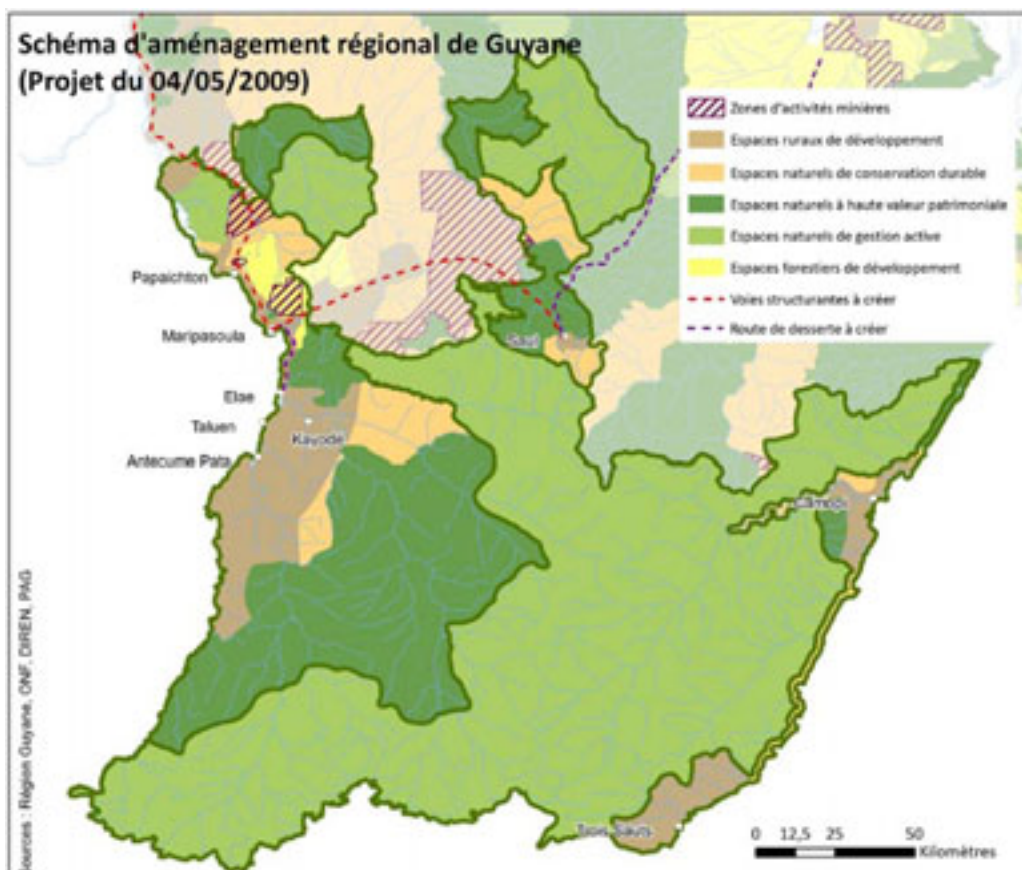 Schéma d'aménagement régional de Guyane
(Projet du 04/05/2009)
Zones d'activités minières
Espaces ruraux de développement
Espaces naturels de conservation durable
Espaces naturels à haute valeur patrimoniale
Espaces naturels de gestion active
Espaces forestiers de développement
Voies structurantes à créer
Route de desserte à créer
Papaichton
Maripasoula
Saul
Elae
Taluen
Kayodé
Antecume Pata
Camopi
Trois Sauts
0 12,5 25 50
Kilomètres
Sources : Région Guyane, ONF, DIREN, PAG